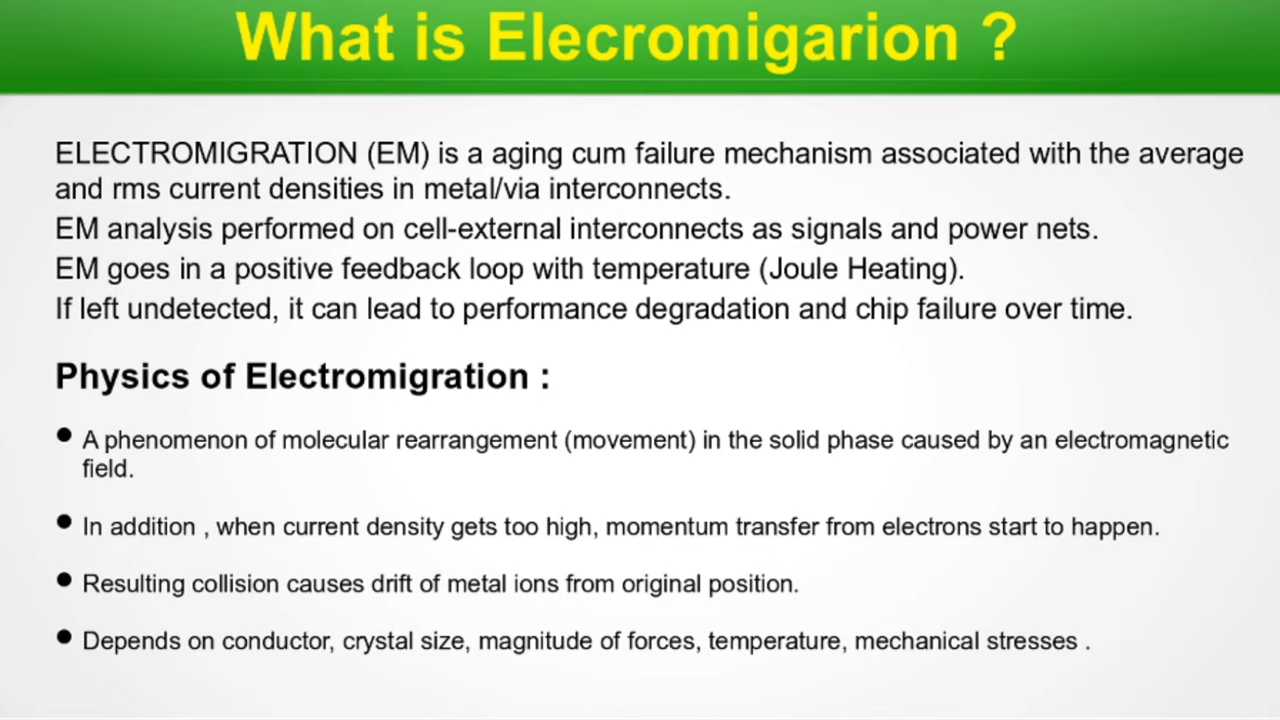 What is Elecromigarion ?
ELECTROMIGRATION (EM) is a aging cum failure mechanism associated with the average
and rms current densities in metal/via interconnects.
EM analysis performed on cell-external interconnects as signals and power nets.
EM goes in a positive feedback loop with temperature (Joule Heating).
If left undetected, it can lead to performance degradation and chip failure over time.
Physics of Electromigration :
● A phenomenon of molecular rearrangement (movement) in the solid phase caused by an electromagnetic
field.
● In addition , when current density gets too high, momentum transfer from electrons start to happen.
● Resulting collision causes drift of metal ions from original position.
● Depends on conductor, crystal size, magnitude of forces, temperature, mechanical stresses .